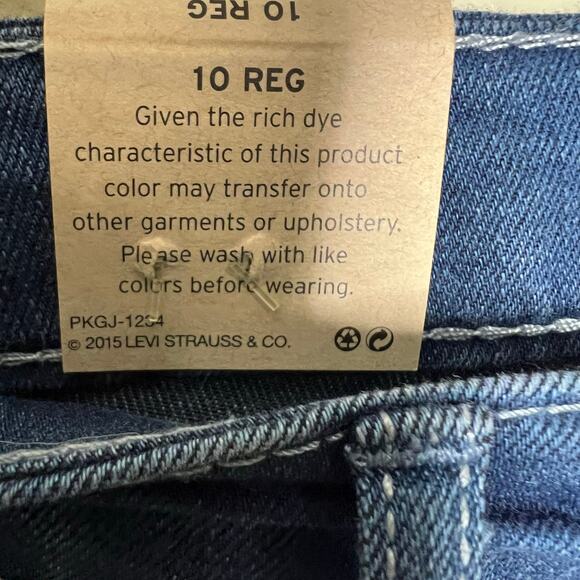 10 REG
10 REG
Given the rich dye
characteristic of this product
color may transfer onto
other garments or upholstery.
Please wash with like
colors before wearing.
PKGJ-1234
© 2015 LEVI STRAUSS & CO.